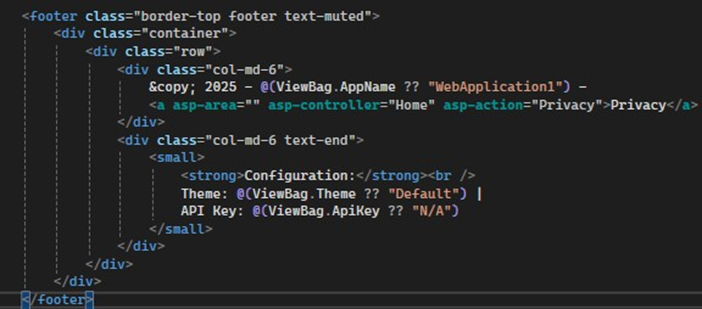 <footer class="border-top footer text-muted">
<div class="container">
<div class="row">
<div class="col-md-6">
&copy; 2025 - @(ViewBag.AppName ?? "WebApplication1") -
<a asp-area="" asp-controller="Home" asp-action="Privacy">Privacy</a>
</div>
<div class="col-md-6 text-end">
<small>
<strong>Configuration:</strong><br />
Theme: @(ViewBag.Theme ?? "Default") |
API Key: @(ViewBag.ApiKey ?? "N/A")
</small>
</div>
</div>
</div>
</footer>